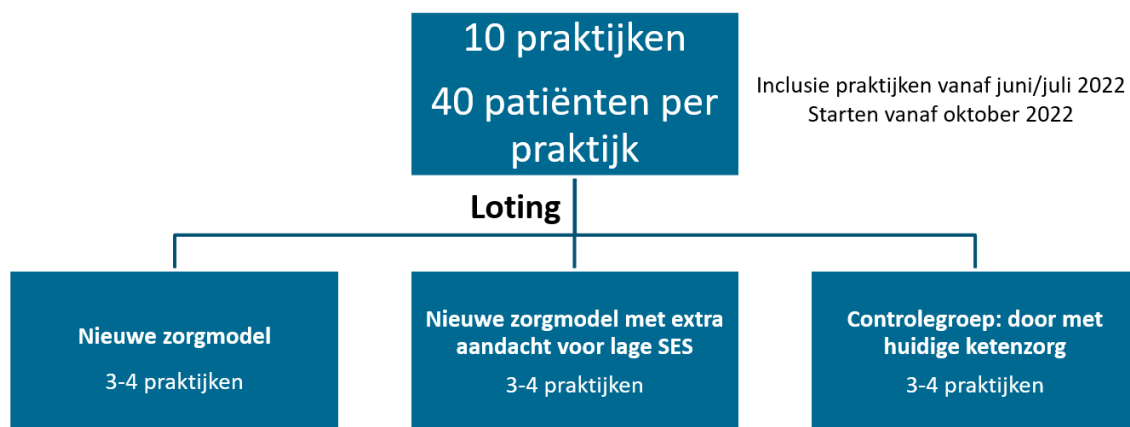 10 praktijken
40 patiënten per
praktijk
Inclusie praktijken vanaf juni/juli 2022
Starten vanaf oktober 2022
Loting
Nieuwe zorgmodel
3-4 praktijken
Nieuwe zorgmodel met extra
aandacht voor lage SES
3-4 praktijken
Controlegroep: door met
huidige ketenzorg
3-4 praktijken